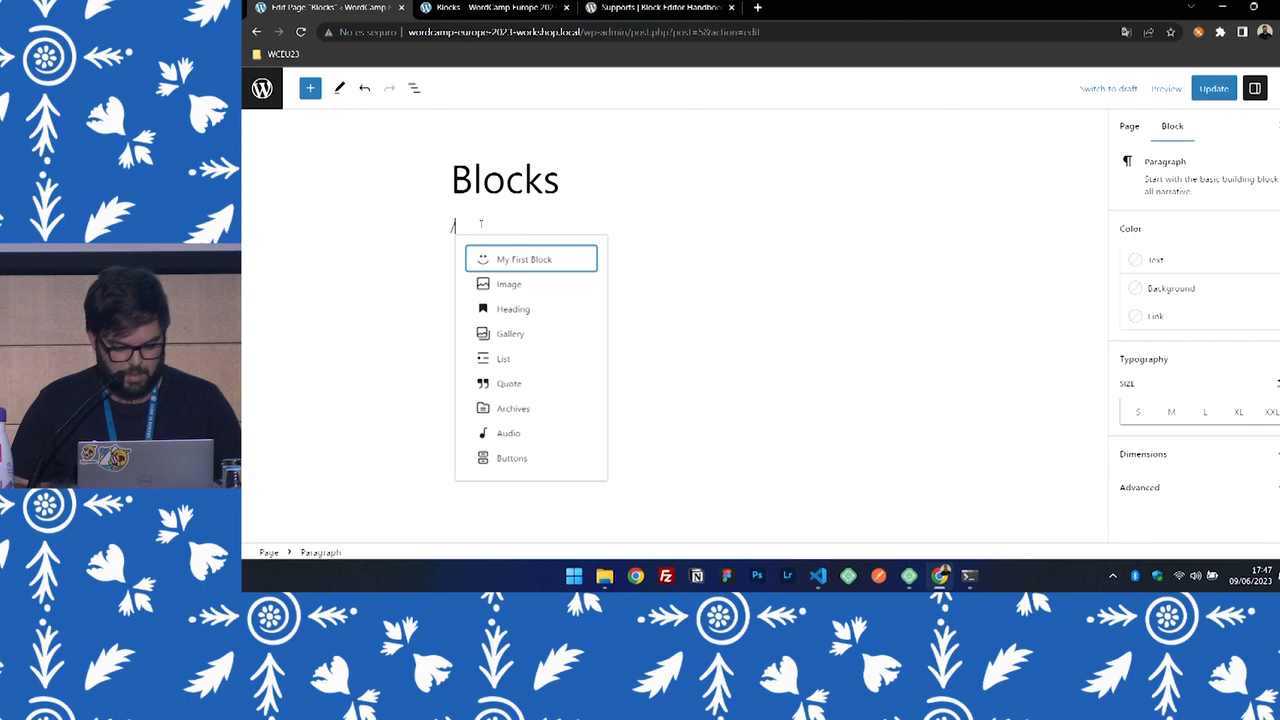 Edit Page "Blocks" ‹ WordCamp E
Blocks – WordCamp Europe 202
Supports | Block Editor Handboo
No es seguro
wordcamp-europe-2023-workshop.local/wp-admin/post.php?post=5&action=edit
WCEU23
Switch to draft
Preview
Update
Page
Block
Blocks
Paragraph
Start with the basic building block
all narrative.
/
Color
My First Block
Text
Image
Background
Heading
Link
Gallery
List
Typography
Quote
SIZE
Archives
S M L XL XXL
Audio
Dimensions
Buttons
Advanced
Page › Paragraph
17:47
09/06/2023